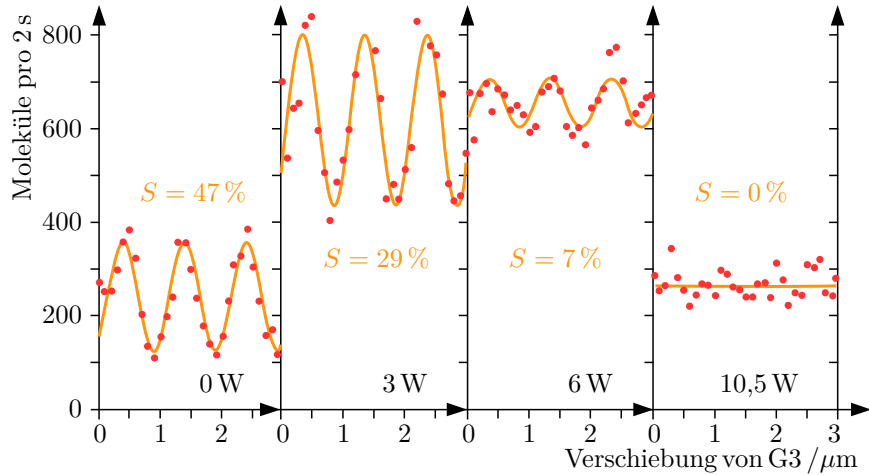 Moleküle pro 2 s
800
600
400
200
0
S = 47 %
S = 29 %
S = 7 %
S = 0 %
0 W
3 W
6 W
10,5 W
0 1 2 0 1 2 0 1 2 0 1 2 3
Verschiebung von G3 /μm